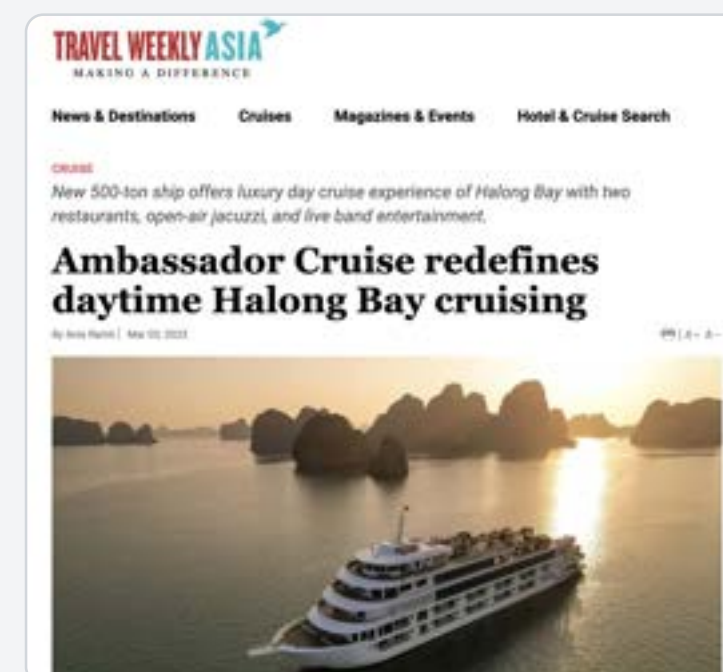 TRAVEL WEEKLY ASIA
MAKING A DIFFERENCE
News & Destinations Cruises Magazines & Events Hotel & Cruise Search
CRUISE
New 500-ton ship offers luxury day cruise experience of Halong Bay with two
restaurants, open-air jacuzzi, and live band entertainment.
Ambassador Cruise redefines
daytime Halong Bay cruising
By